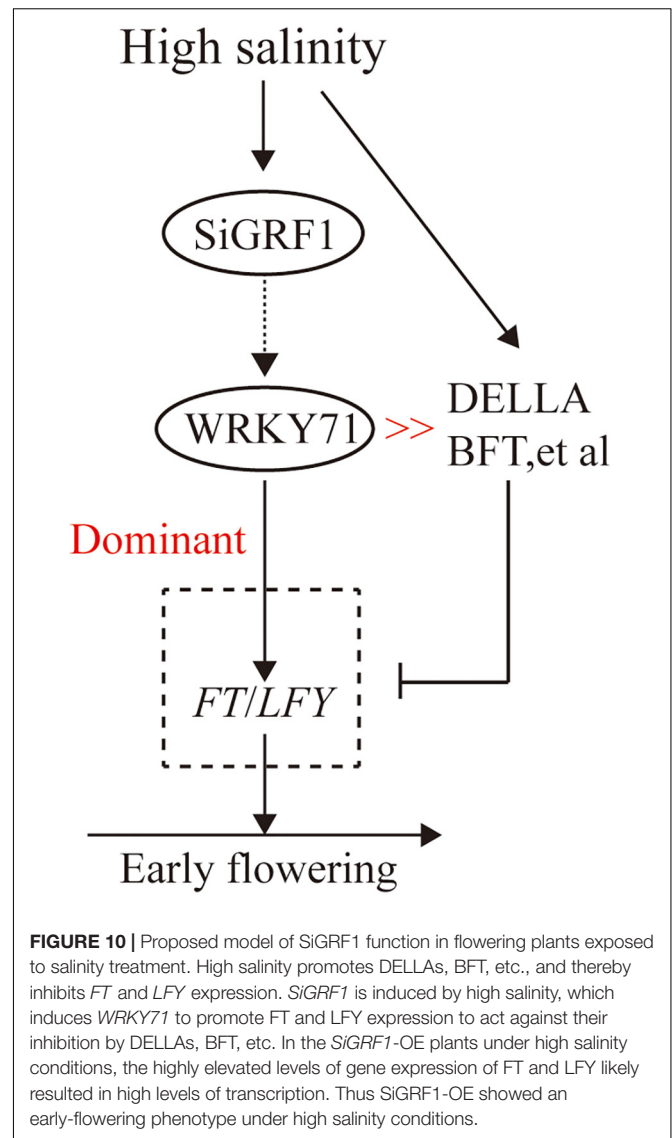 High salinity
SiGRF1
WRKY71 >> DELLA
BFT,et al
Dominant
FT/LFY
Early flowering
FIGURE 10 | Proposed model of SiGRF1 function in flowering plants exposed
to salinity treatment. High salinity promotes DELLAs, BFT, etc., and thereby
inhibits FT and LFY expression. SiGRF1 is induced by high salinity, which
induces WRKY71 to promote FT and LFY expression to act against their
inhibition by DELLAs, BFT, etc. In the SiGRF1-OE plants under high salinity
conditions, the highly elevated levels of gene expression of FT and LFY likely
resulted in high levels of transcription. Thus SiGRF1-OE showed an
early-flowering phenotype under high salinity conditions.